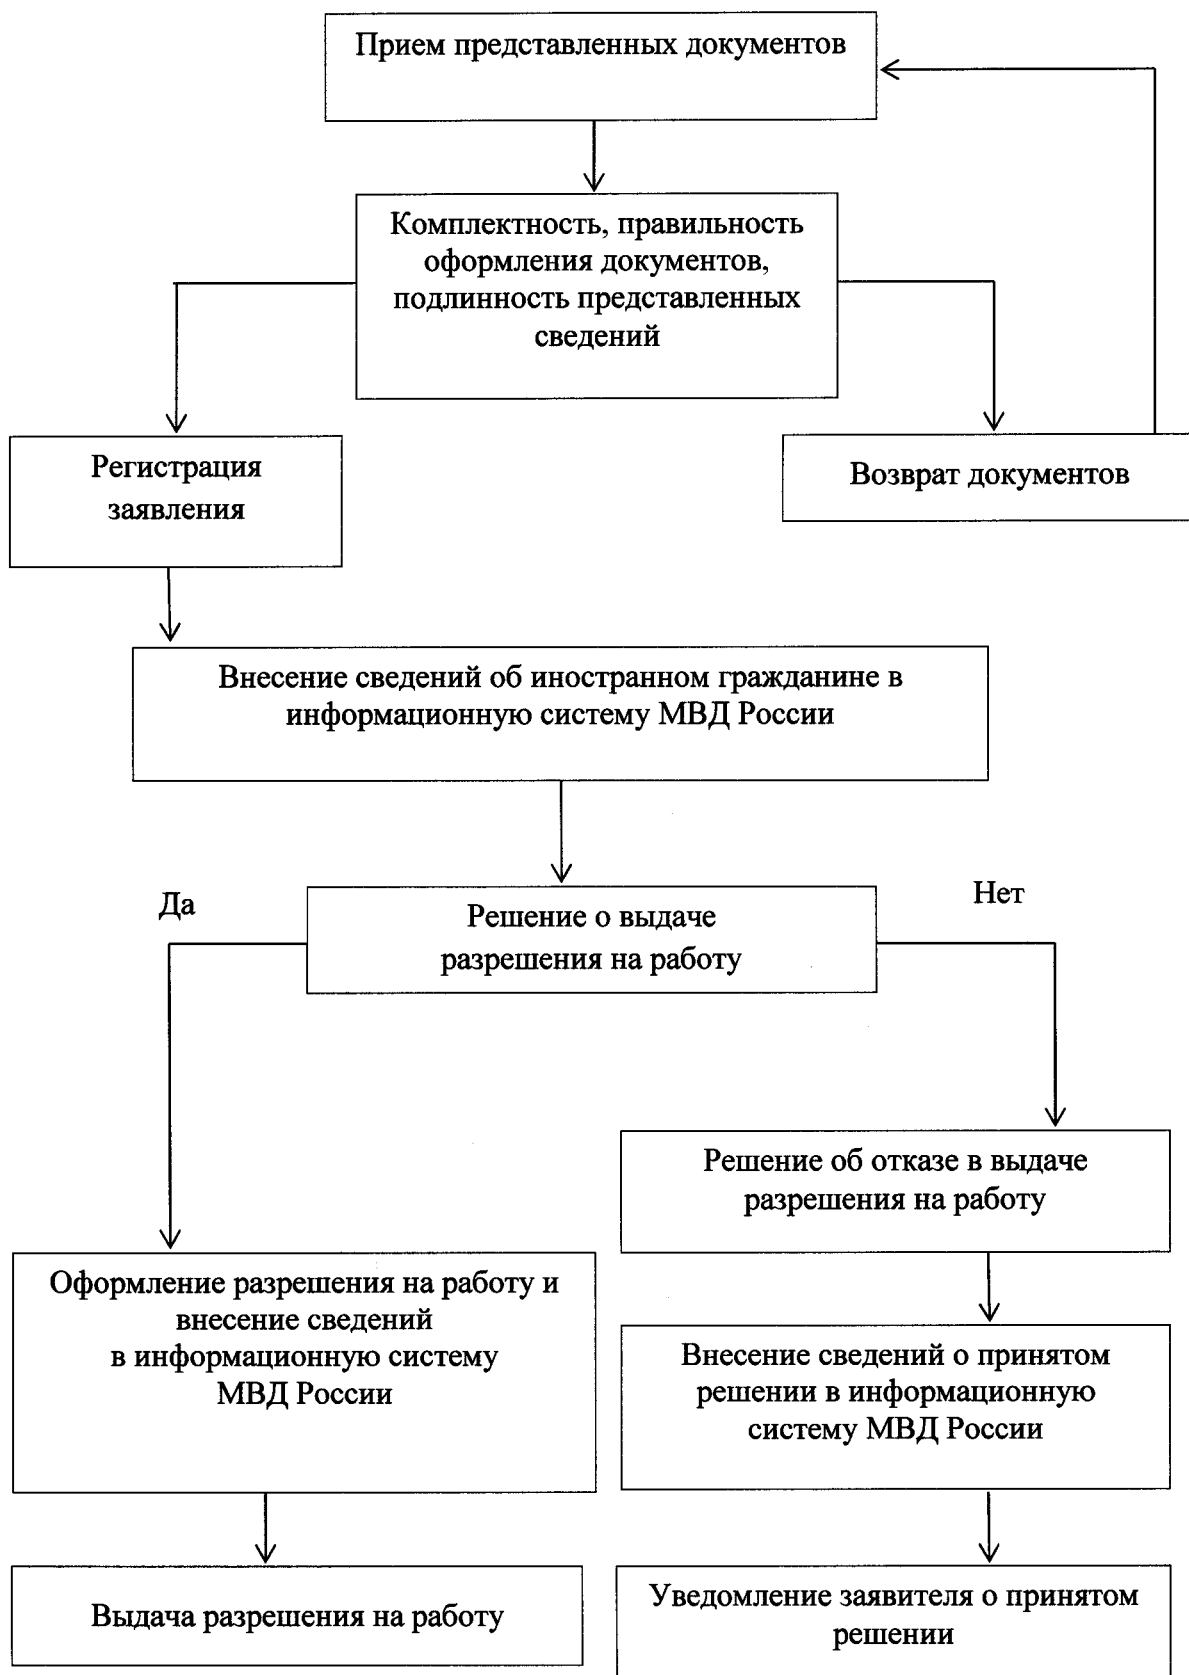 Прием представленных документов
Комплектность, правильность
оформления документов,
подлинность представленных
сведений
Регистрация
заявления
Возврат документов
Внесение сведений об иностранном гражданине в
информационную систему МВД России
Да
Нет
Решение о выдаче
разрешения на работу
Решение об отказе в выдаче
разрешения на работу
Оформление разрешения на работу и
внесение сведений
в информационную систему
МВД России
Внесение сведений о принятом
решении в информационную
систему МВД России
Выдача разрешения на работу
Уведомление заявителя о принятом
решении